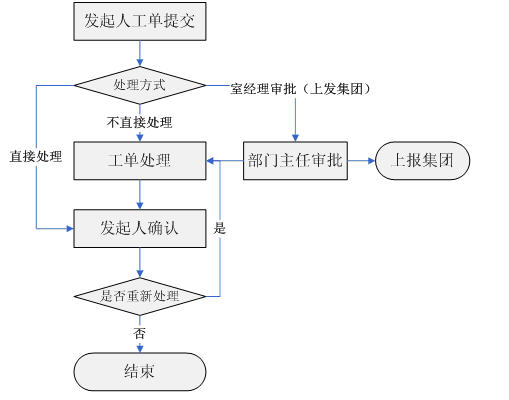 发起人工单提交
处理方式
室经理审批（上发集团）
不直接处理
直接处理
工单处理
部门主任审批
上报集团
发起人确认
是
是否重新处理
否
结束